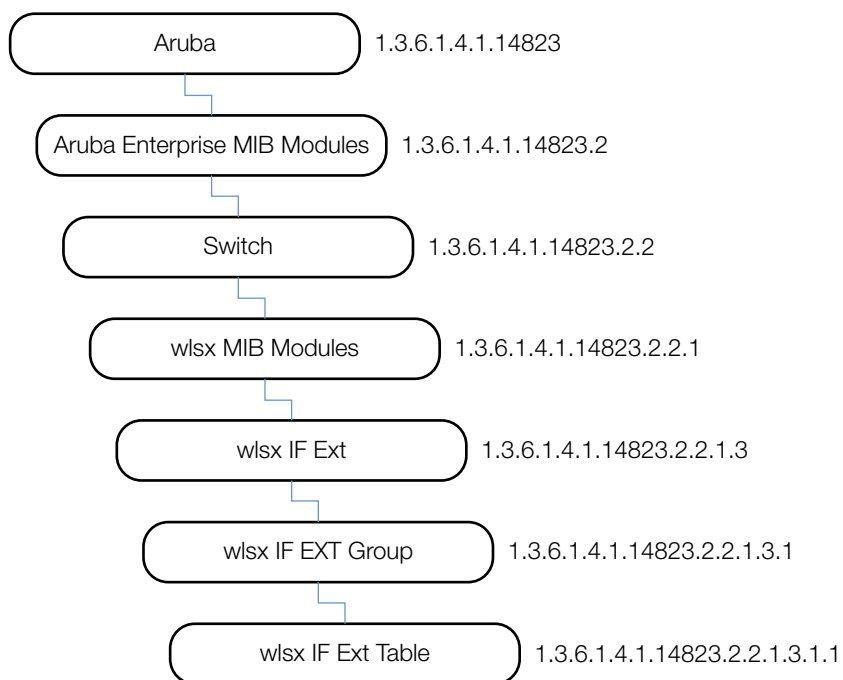 Aruba 1.3.6.1.4.1.14823
Aruba Enterprise MIB Modules 1.3.6.1.4.1.14823.2
Switch 1.3.6.1.4.1.14823.2.2
wlsx MIB Modules 1.3.6.1.4.1.14823.2.2.1
wlsx IF Ext 1.3.6.1.4.1.14823.2.2.1.3
wlsx IF EXT Group 1.3.6.1.4.1.14823.2.2.1.3.1
wlsx IF Ext Table 1.3.6.1.4.1.14823.2.2.1.3.1.1